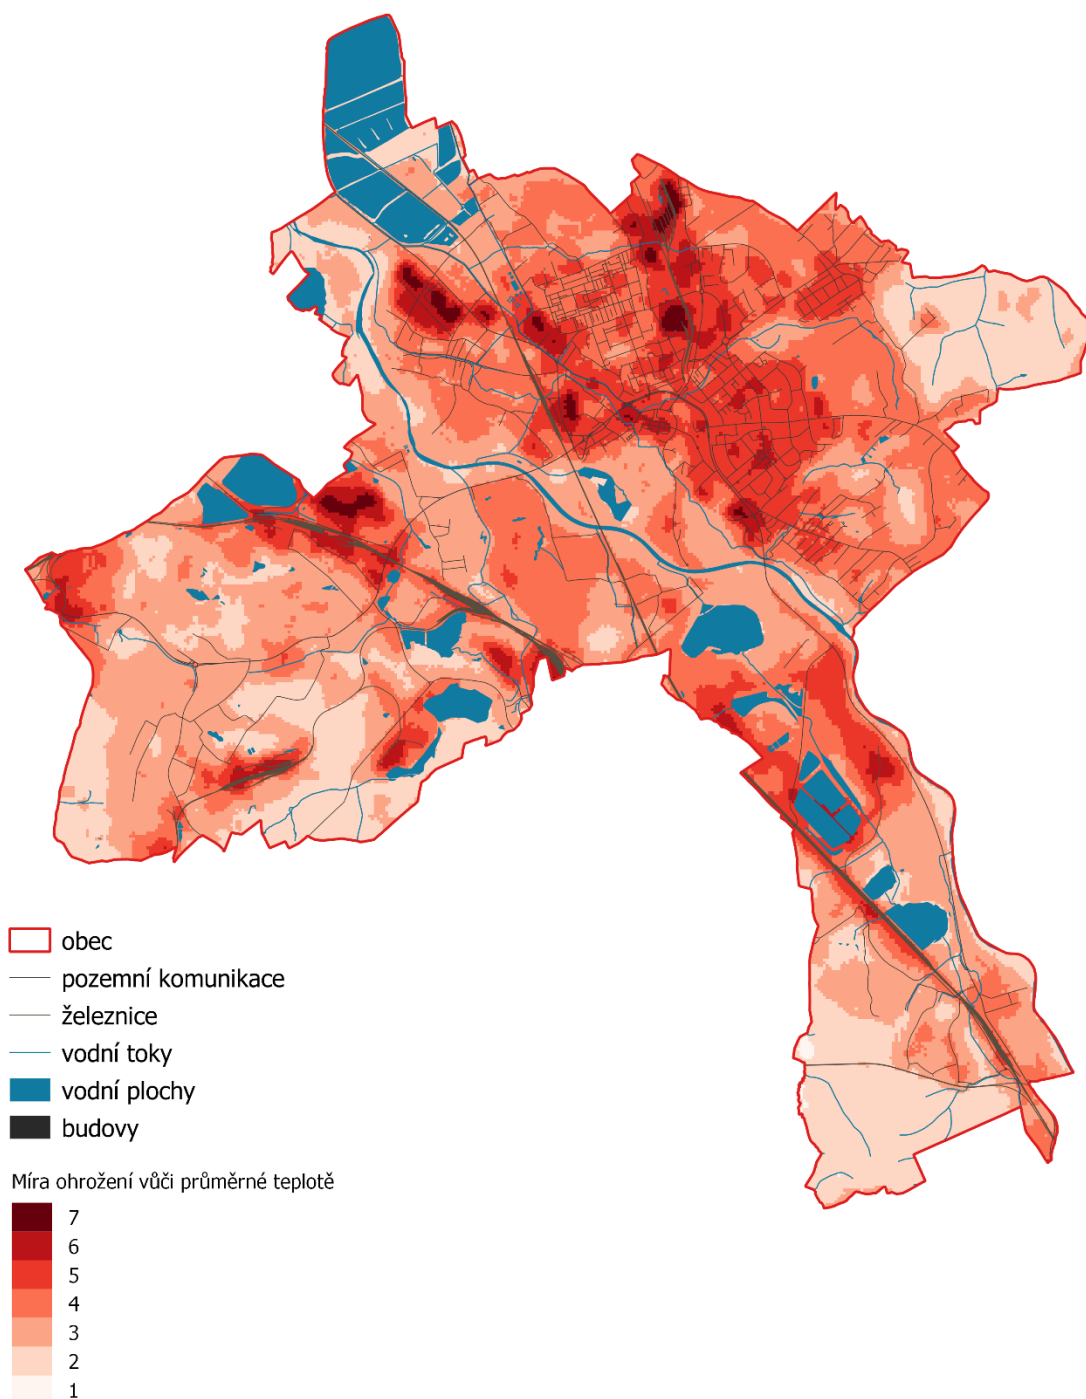 obec
pozemní komunikace
železnice
vodní toky
vodní plochy
budovy
Míra ohrožení vůči průměrné teplotě
7
6
5
4
3
2
1